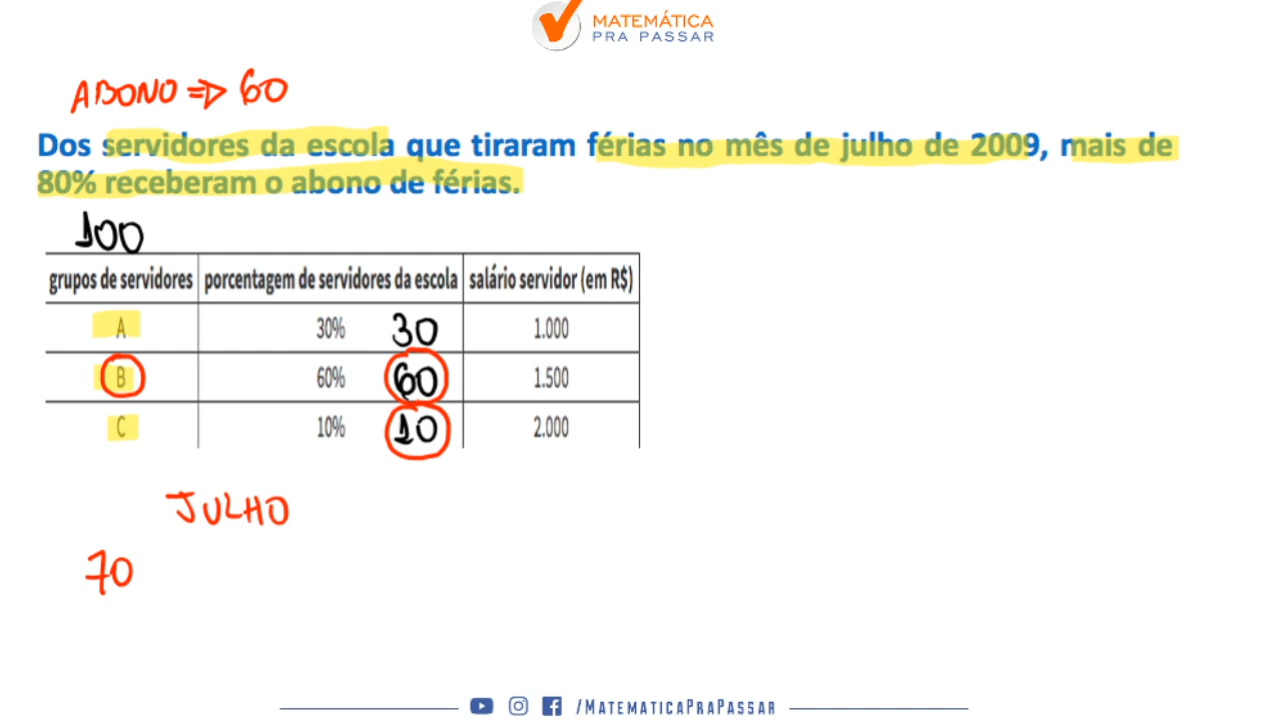 MATEMÁTICA
PRA PASSAR
ABONO => 60
Dos servidores da escola que tiraram férias no mês de julho de 2009, mais de
80% receberam o abono de férias.
100
grupos de servidores porcentagem de servidores da escola salário servidor (em R$)
A 30% 30 1.000
B 60% 60 1.500
C 10% 10 2.000
JULHO
70
/MATEMATICAPRAPASSAR